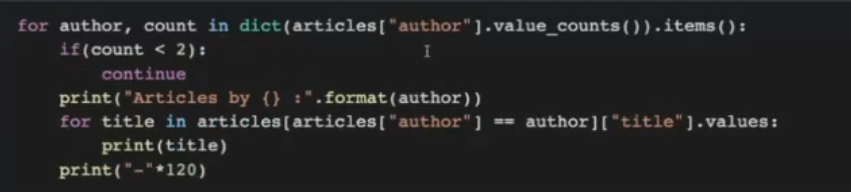 for author, count in dict(articles["author"].value_counts()).items():
    if(count < 2):
        continue
    print("Articles by {} :".format(author))
    for title in articles[articles["author"] == author]["title"].values:
        print(title)
    print("-"*120)